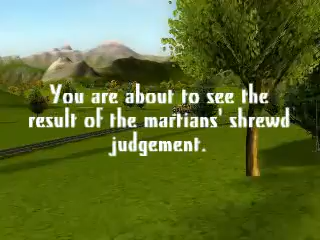 You are about to see the
result of the martians' shrewd
judgement.